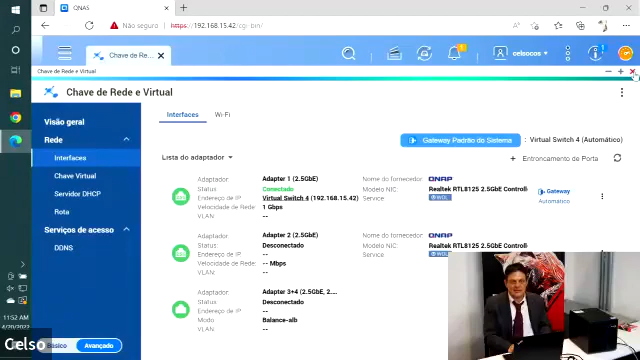 QNAS
Não seguro
https://192.168.15.42/cgi-bin/
Chave de Re...
celsocos
Chave de Rede e Virtual
Chave de Rede e Virtual
Visão geral
Rede
Interfaces
Chave Virtual
Servidor DHCP
Rota
Serviços de acesso
DDNS
Básico
Avançado
Interfaces
Wi-Fi
Gateway Padrão do Sistema
: Virtual Switch 4 (Automático)
Lista do adaptador
+ Entroncamento de Porta
Adaptador: Adapter 1 (2.5GbE)
Status Conectado
Endereço de IP Virtual Switch 4 (192.168.15.42)
Velocidade de Rede: 1 Gbps
VLAN --
Nome do fornecedor: QNAP
Modelo NIC: Realtek RTL8125 2.5GbE Controll
Service WOL
Gateway
Automático
Adaptador: Adapter 2 (2.5GbE)
Status: Desconectado
Endereço de IP: --
Velocidade de Rede: -- Mbps
VLAN: --
Nome do fornecedor: QNAP
Modelo NIC: Realtek RTL8125 2.5GbE Controll
Service WOL
Adaptador: Adapter 3+4 (2.5GbE, 2....
Status: Desconectado
Endereço de IP: --
Modo Balance-alb
VLAN: --
11:52 AM
4/20/2022
Celso